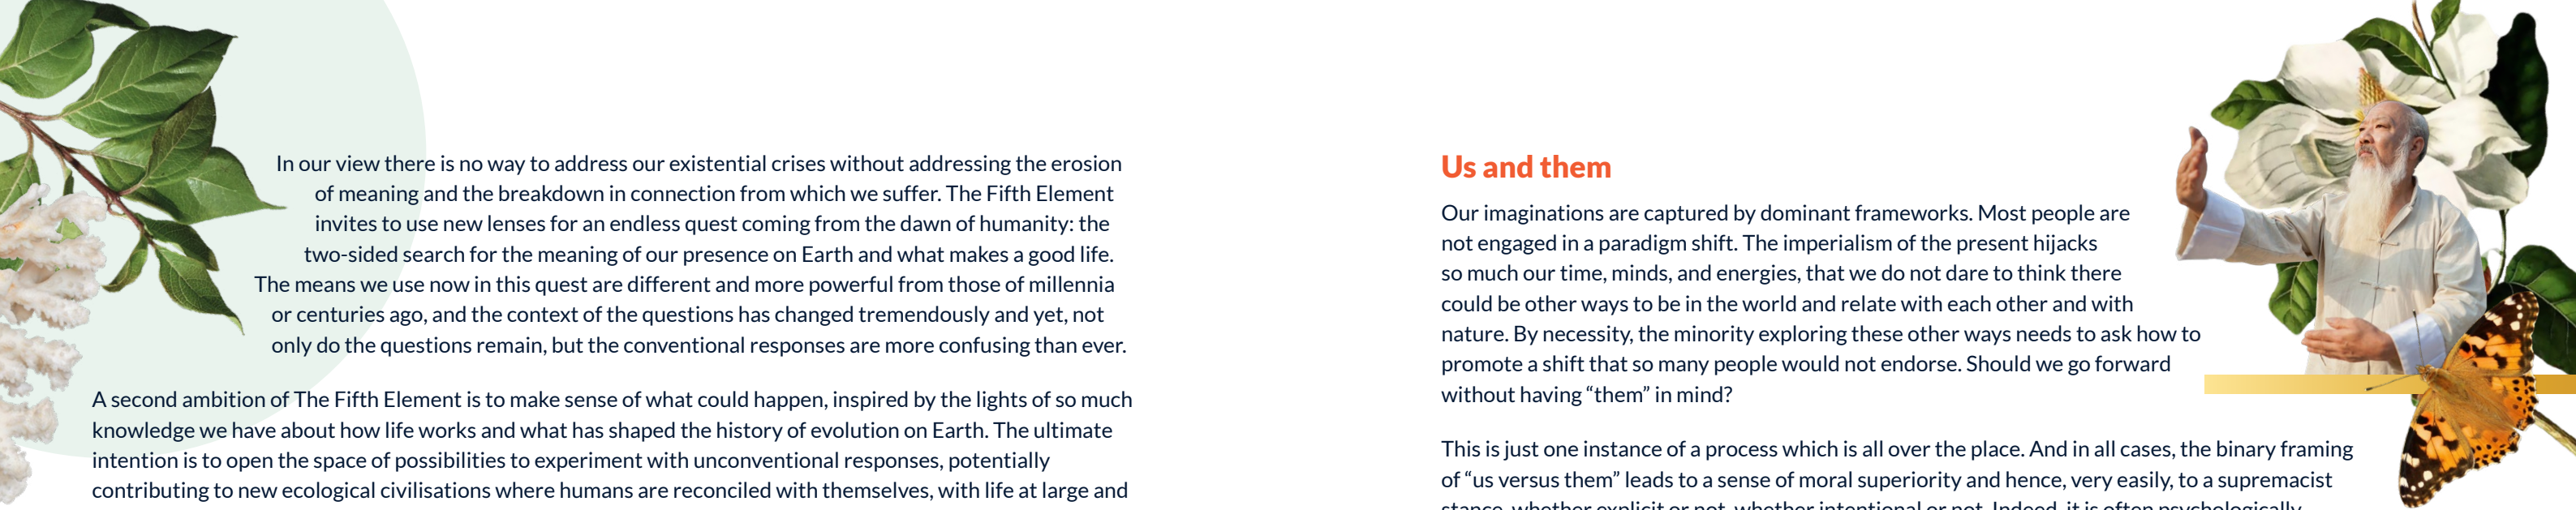 In our view there is no way to address our existential crises without addressing the erosion
of meaning and the breakdown in connection from which we suffer. The Fifth Element
invites to use new lenses for an endless quest coming from the dawn of humanity: the
two-sided search for the meaning of our presence on Earth and what makes a good life.
The means we use now in this quest are different and more powerful from those of millennia
or centuries ago, and the context of the questions has changed tremendously and yet, not
only do the questions remain, but the conventional responses are more confusing than ever.
A second ambition of The Fifth Element is to make sense of what could happen, inspired by the lights of so much
knowledge we have about how life works and what has shaped the history of evolution on Earth. The ultimate
intention is to open the space of possibilities to experiment with unconventional responses, potentially
contributing to new ecological civilisations where humans are reconciled with themselves, with life at large and
Us and them
Our imaginations are captured by dominant frameworks. Most people are
not engaged in a paradigm shift. The imperialism of the present hijacks
so much our time, minds, and energies, that we do not dare to think there
could be other ways to be in the world and relate with each other and with
nature. By necessity, the minority exploring these other ways needs to ask how to
promote a shift that so many people would not endorse. Should we go forward
without having “them” in mind?
This is just one instance of a process which is all over the place. And in all cases, the binary framing
of “us versus them” leads to a sense of moral superiority and hence, very easily, to a supremacist
stance, whether explicit or not, whether intentional or not. Indeed, it is often psychologically